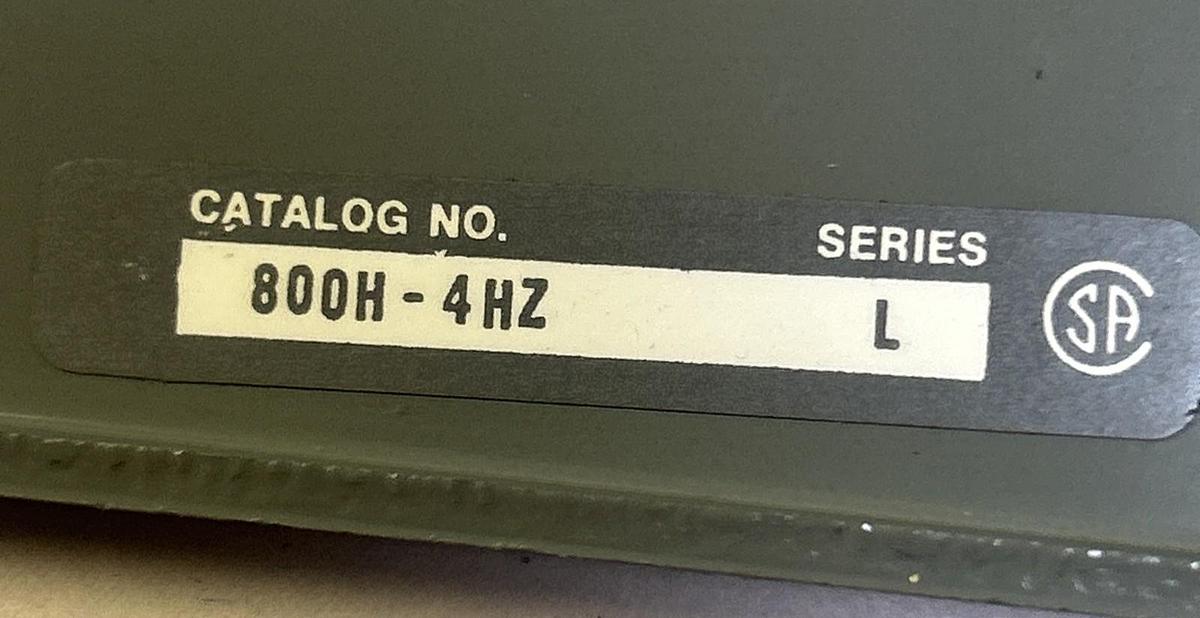 CATALOG NO. SERIES
800H-4HZ L
SA